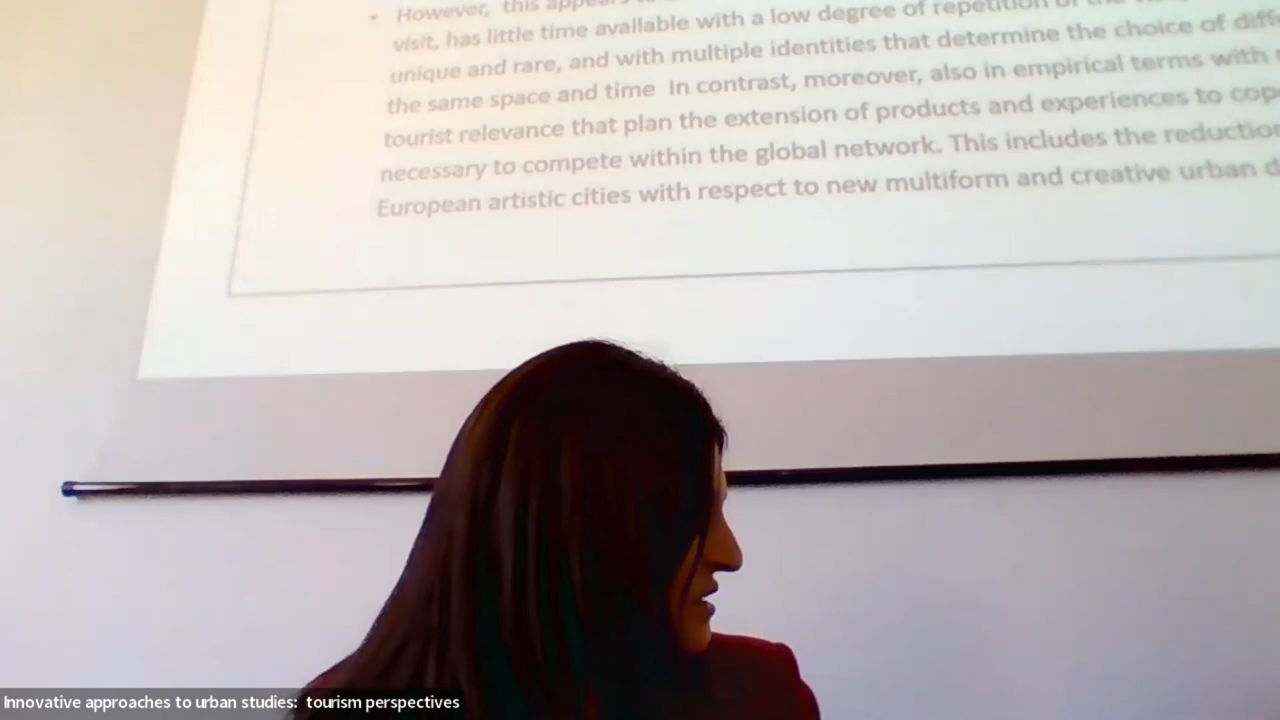 • However, this appears
visit, has little time available with a low degree of repetition of the
unique and rare, and with multiple identities that determine the choice of
the same space and time In contrast, moreover, also in empirical terms with
tourist relevance that plan the extension of products and experiences to
necessary to compete within the global network. This includes the reduction
European artistic cities with respect to new multiform and creative urban
Innovative approaches to urban studies: tourism perspectives